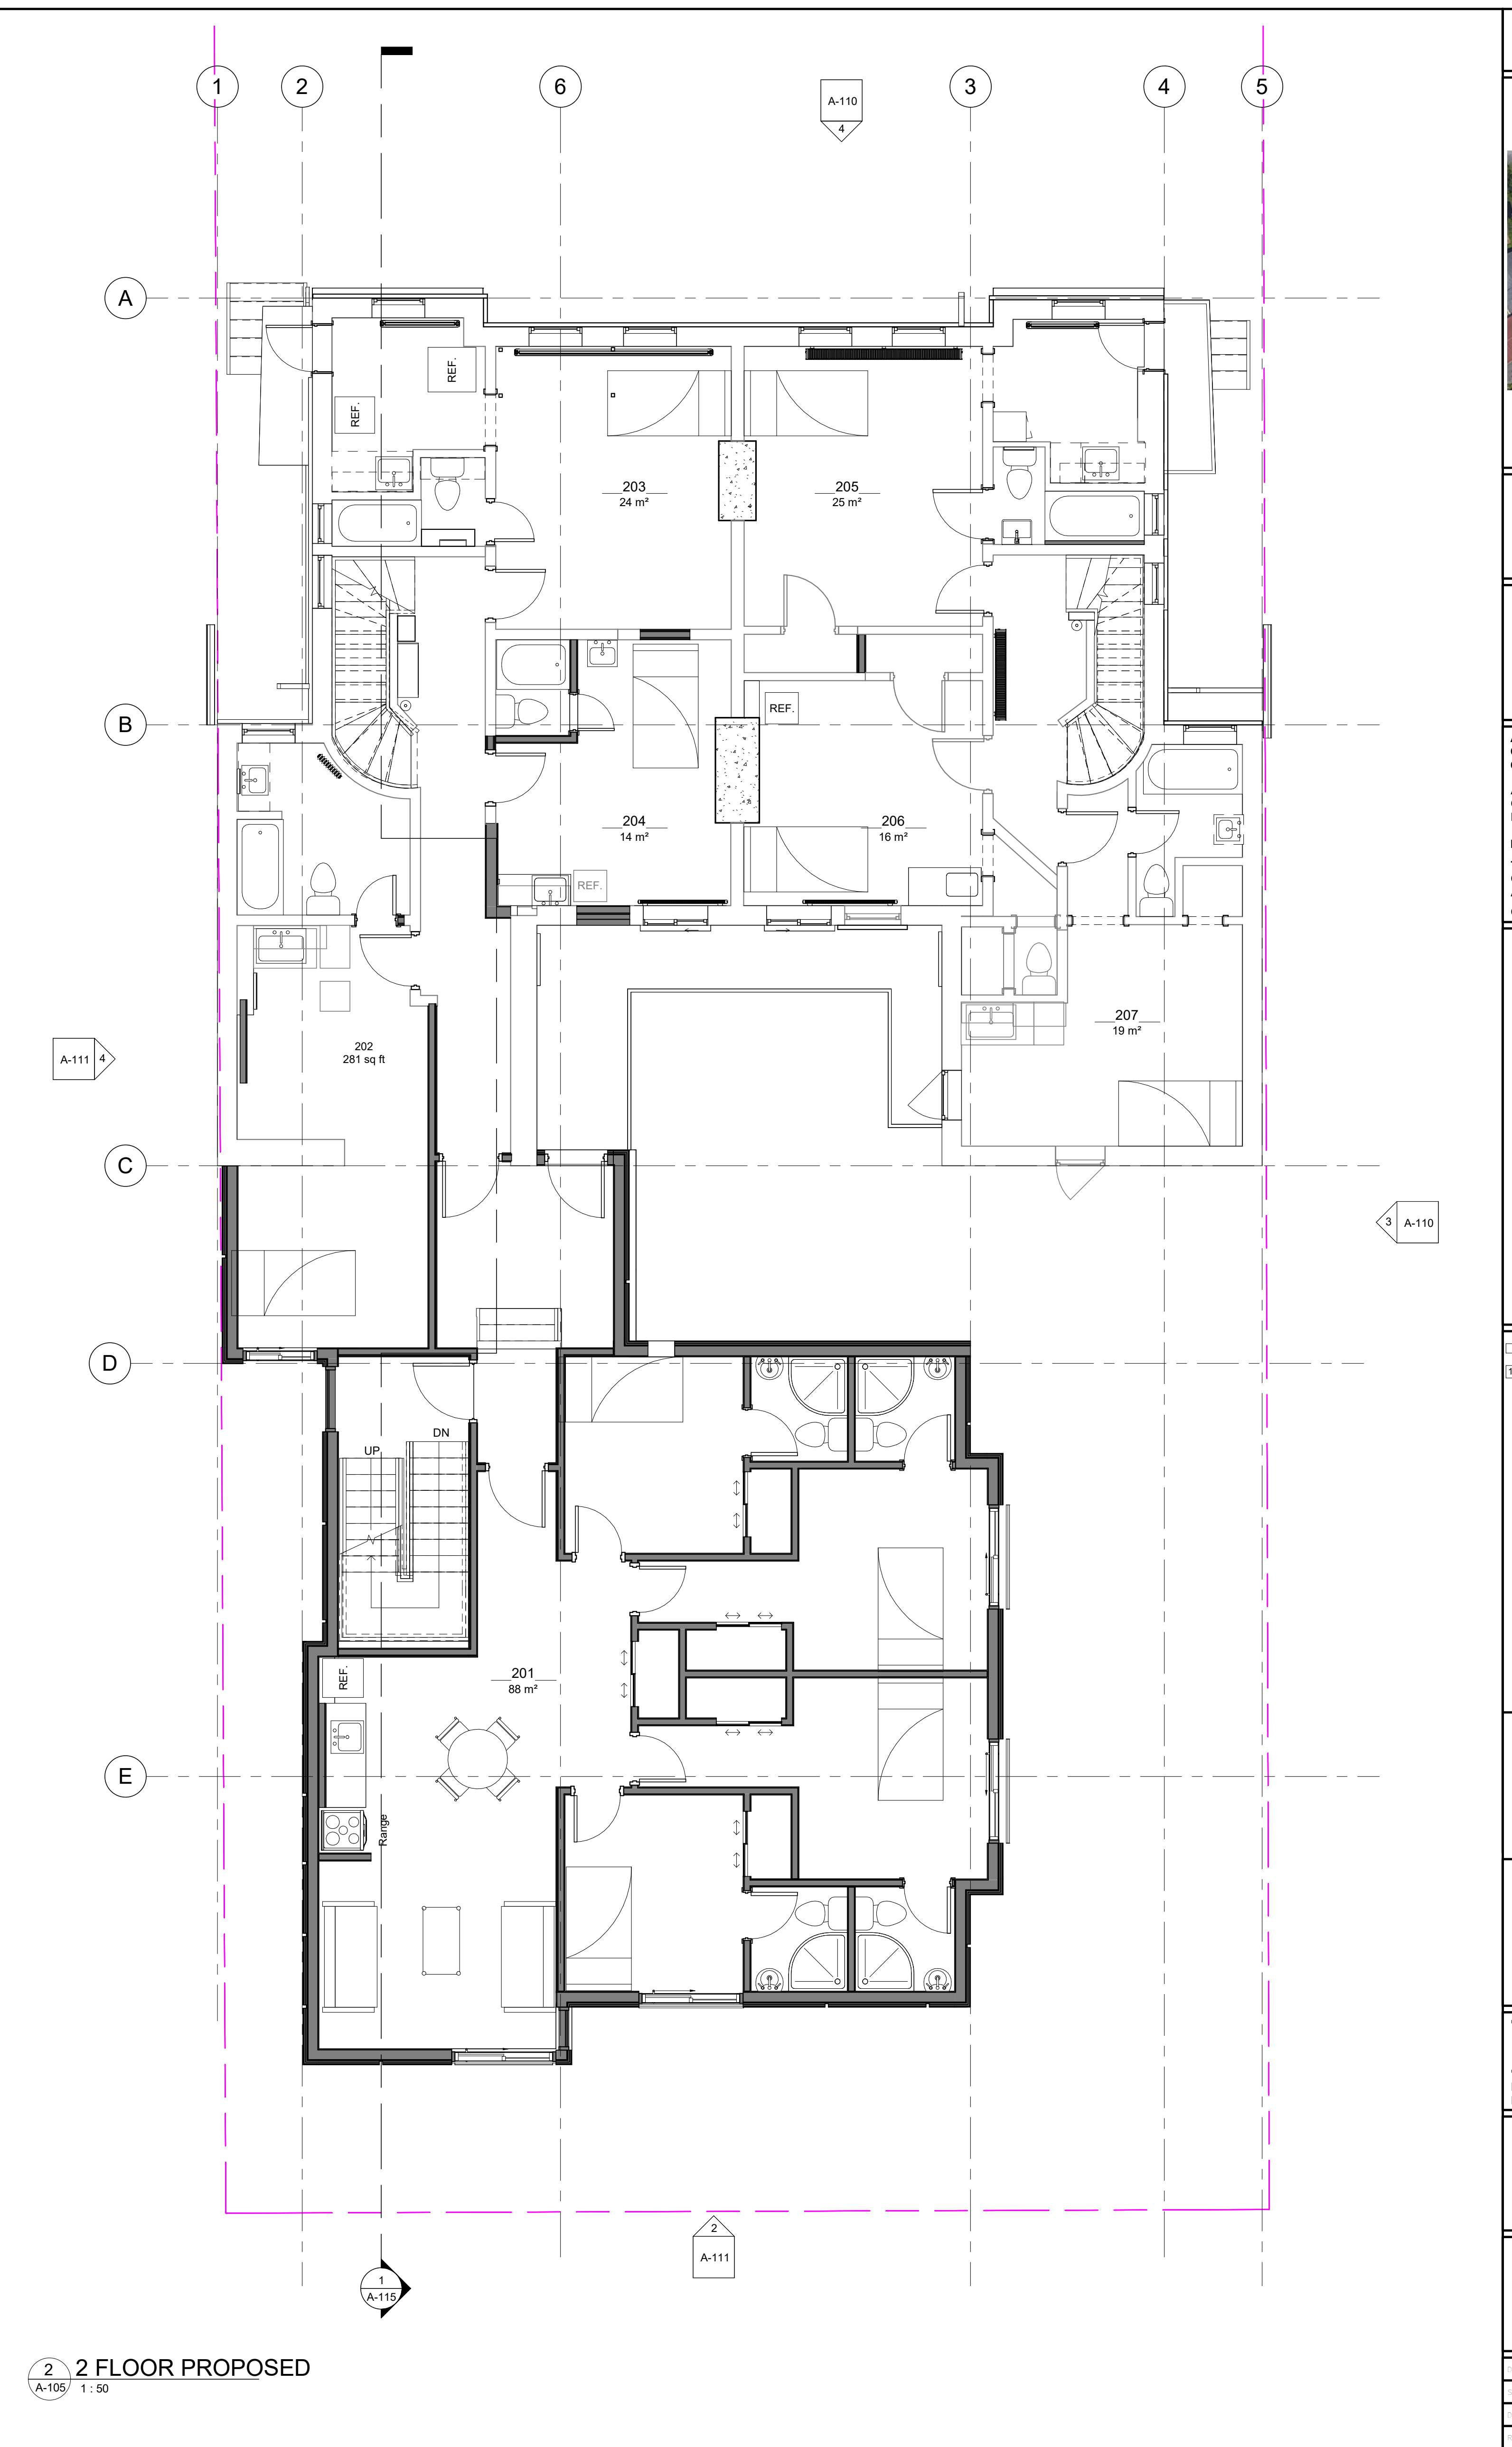 1
2
6
3
4
5
A-110
4
A
REF.
REF.
203
24 m²
205
25 m²
B
REF.
204
14 m²
206
16 m²
REF.
207
19 m²
202
281 sq ft
A-111
4
C
3
A-110
D
DN
UP
REF.
201
88 m²
E
Range
2
A-111
1
A-115
2
A-105
2 FLOOR PROPOSED
1 : 50